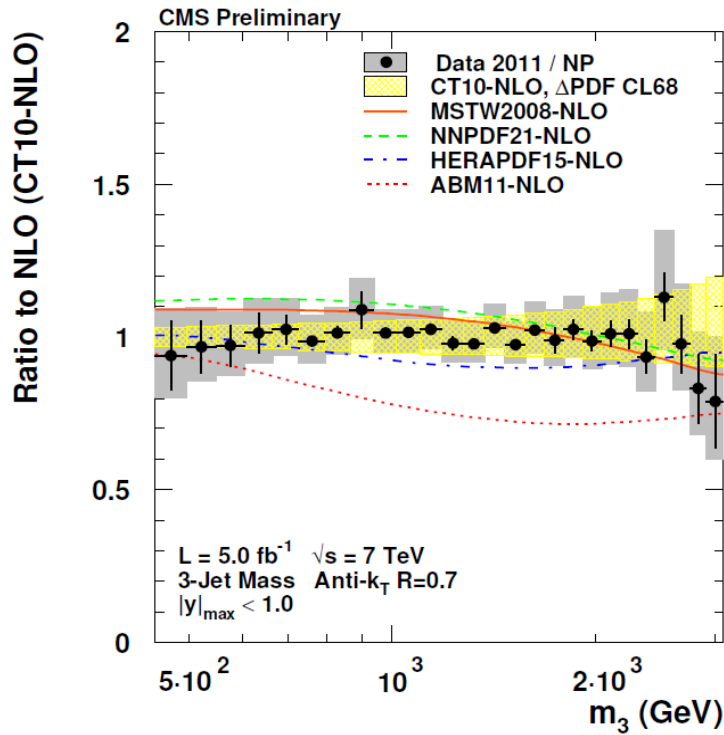 CMS Preliminary
Ratio to NLO (CT10-NLO)
2
1.5
1
0.5
0
Data 2011 / NP
CT10-NLO, ΔPDF CL68
MSTW2008-NLO
NNPDF21-NLO
HERAPDF15-NLO
ABM11-NLO
L = 5.0 fb⁻¹ √s = 7 TeV
3-Jet Mass Anti-k_T R=0.7
|y|_max < 1.0
5·10² 10³ 2·10³
m₃ (GeV)